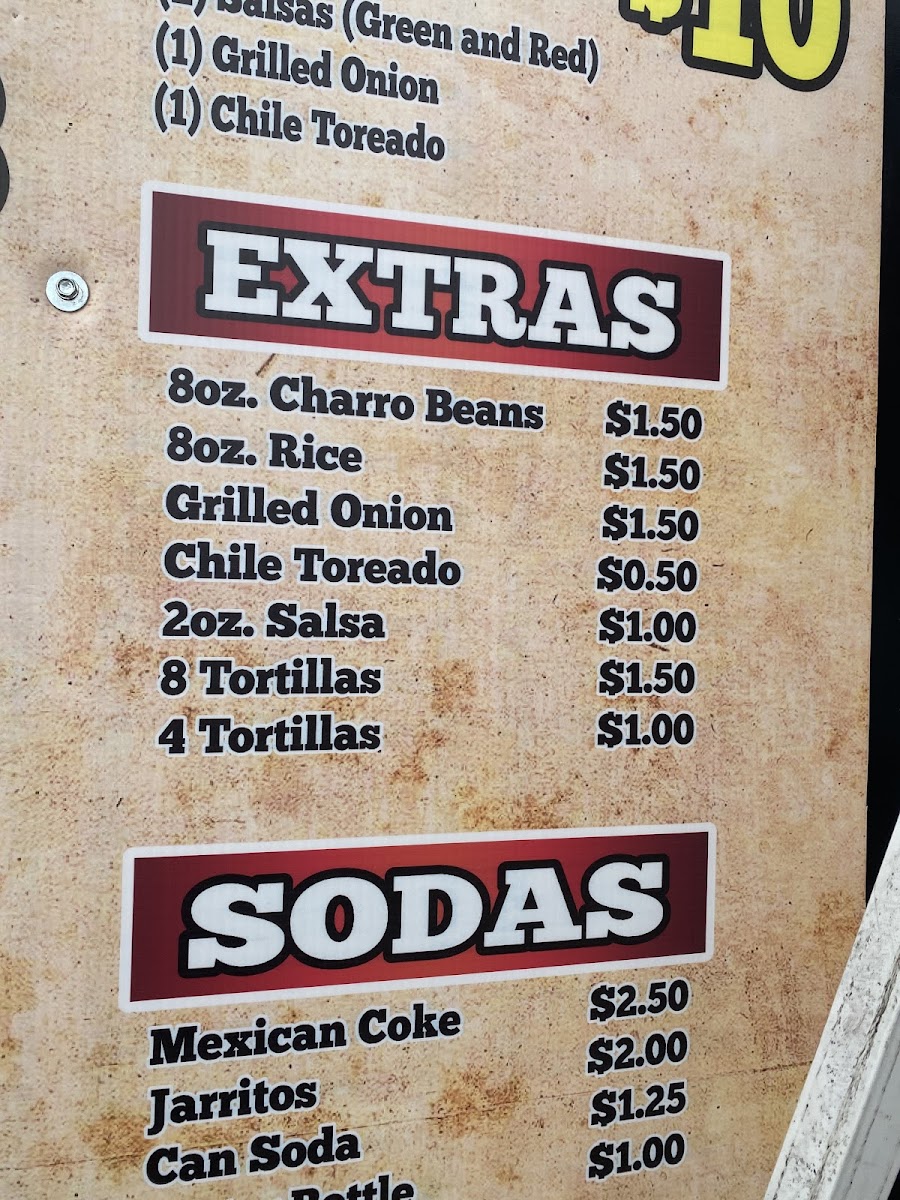 Salsas (Green and Red)
$10
(1) Grilled Onion
(1) Chile Toreado
EXTRAS
8oz. Charro Beans $1.50
8oz. Rice $1.50
Grilled Onion $1.50
Chile Toreado $0.50
2oz. Salsa $1.00
8 Tortillas $1.50
4 Tortillas $1.00
SODAS
Mexican Coke $2.50
Jarritos $2.00
Can Soda $1.25
Bottle $1.00